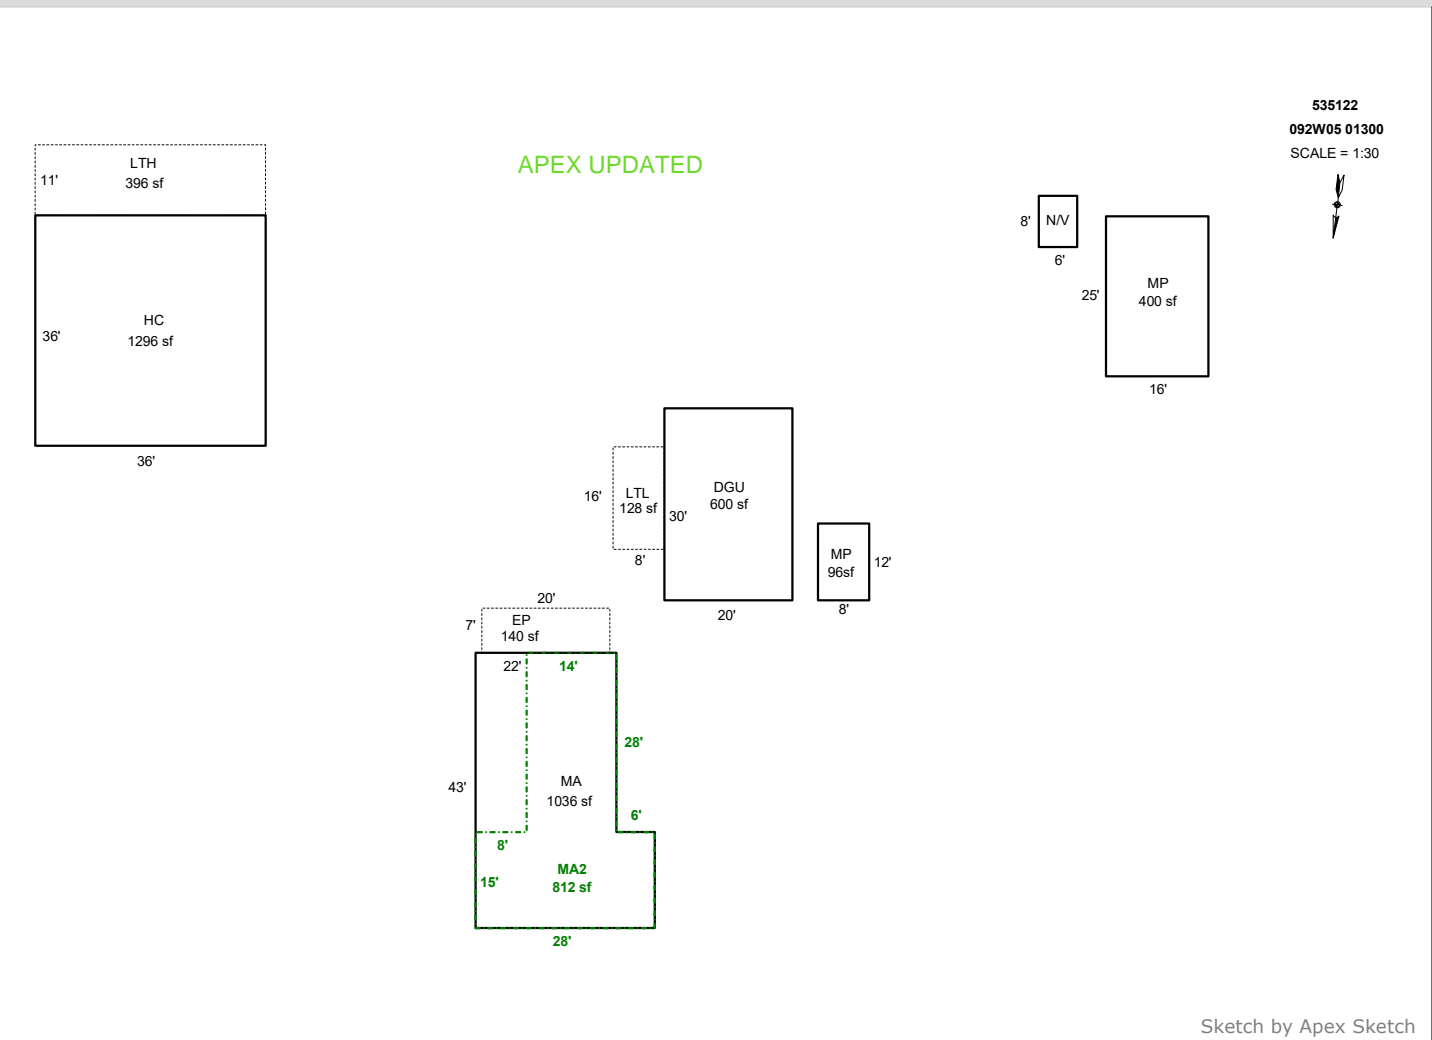 535122
092W05 01300
SCALE = 1:30
APEX UPDATED
LTH
396 sf
11'
HC
1296 sf
36'
36'
N/V
8'
6'
MP
400 sf
25'
16'
DGU
600 sf
30'
20'
LTL
128 sf
16'
8'
MP
96sf
12'
8'
20'
7'
EP
140 sf
22'
14'
28'
43'
MA
1036 sf
6'
8'
15'
MA2
812 sf
28'
Sketch by Apex Sketch